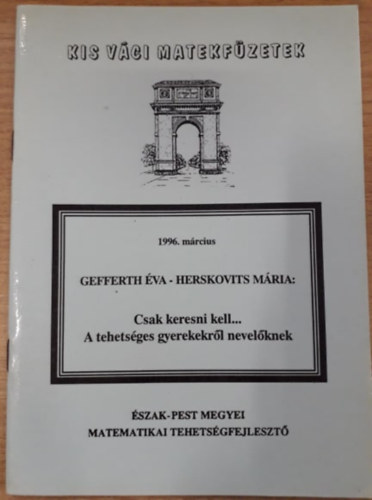 KIS VÁCI MATEKFÜZETEK
1996. március
GEFFERTH ÉVA - HERSKOVITS MÁRIA:
Csak keresni kell...
A tehetséges gyerekekről nevelőknek
ÉSZAK-PEST MEGYEI
MATEMATIKAI TEHETSÉGFEJLESZTŐ